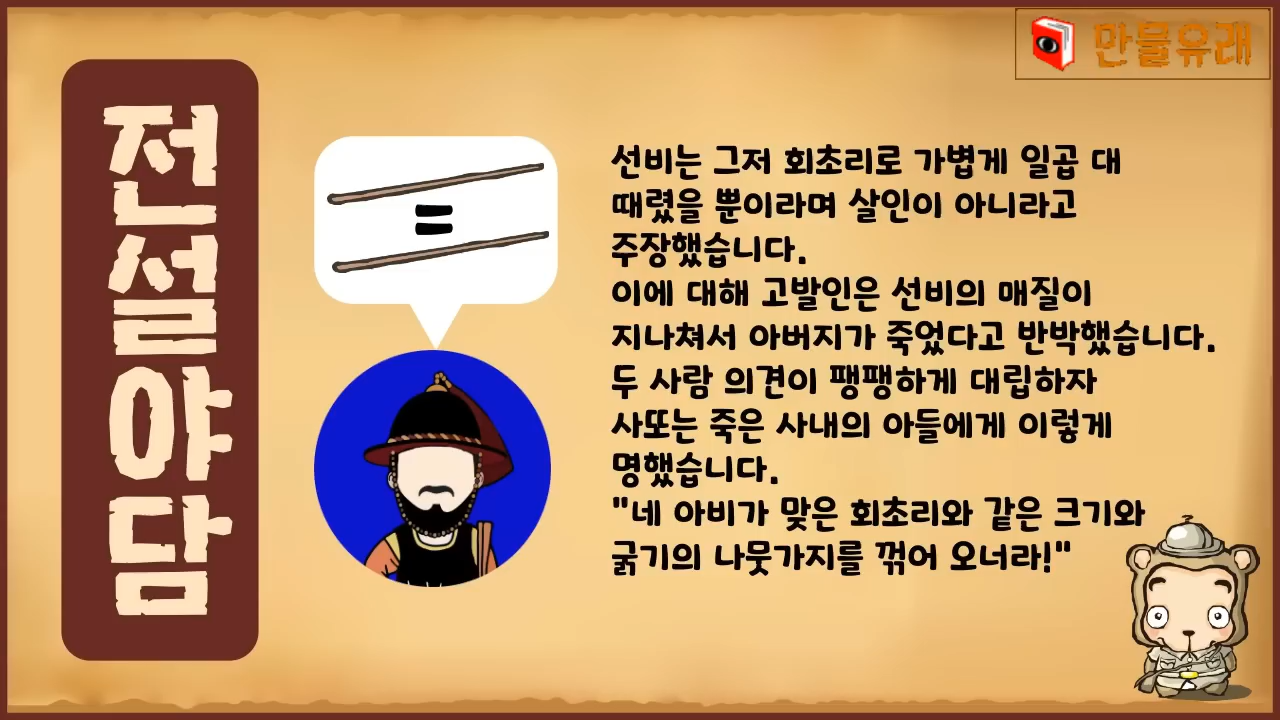 만물유래
전설야담
선비는 그저 회초리로 가볍게 일곱 대
때렸을 뿐이라며 살인이 아니라고
주장했습니다.
이에 대해 고발인은 선비의 매질이
지나쳐서 아버지가 죽었다고 반박했습니다.
두 사람 의견이 팽팽하게 대립하자
사또는 죽은 사내의 아들에게 이렇게
명했습니다.
"네 아비가 맞은 회초리와 같은 크기와
굵기의 나뭇가지를 꺾어 오너라!"